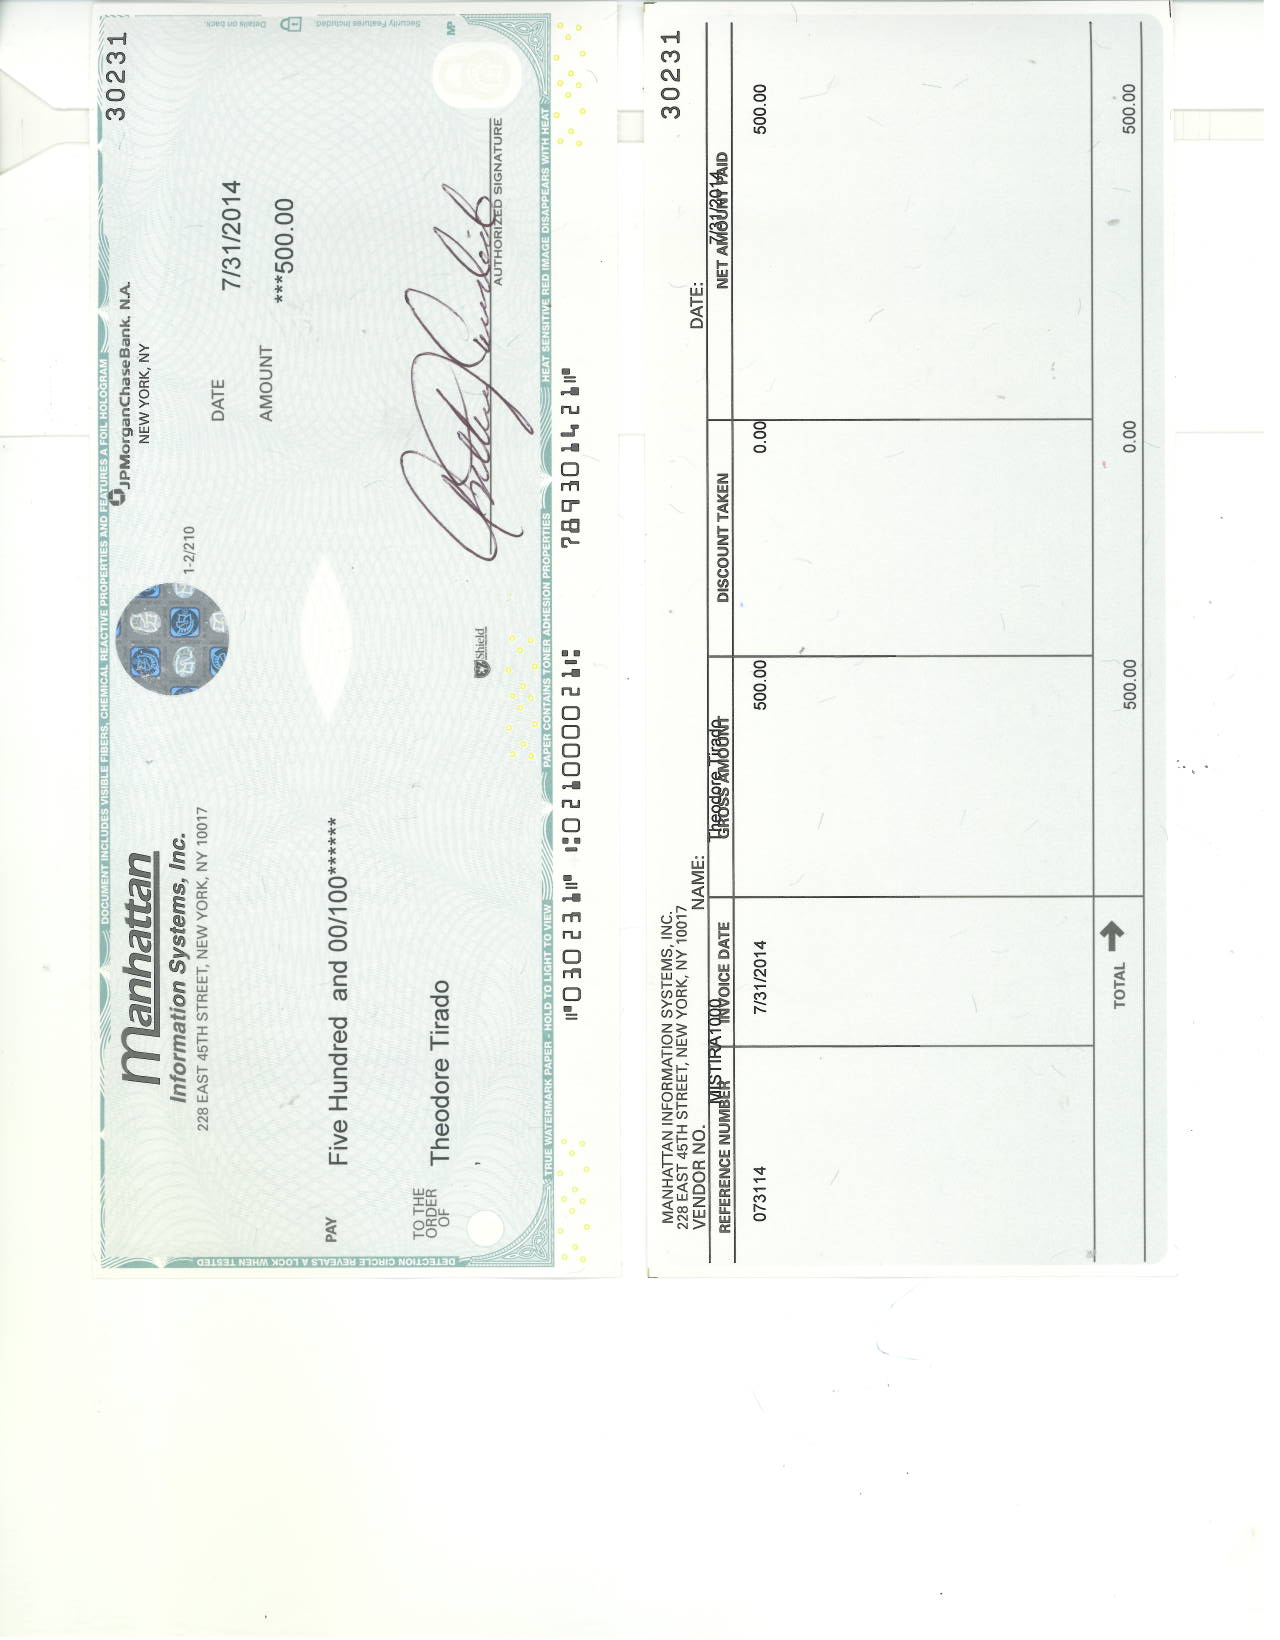 DOCUMENT INCLUDES VISIBLE FIBERS, CHEMICAL REACTIVE PROPERTIES AND FEATURES A FOIL HOLOGRAM
Manhattan
Information Systems, Inc.
228 EAST 45TH STREET, NEW YORK, NY 10017
1-2/210
JPMorganChaseBank, N.A.
NEW YORK, NY
30231
DATE 7/31/2014
AMOUNT ***500.00
PAY Five Hundred and 00/100******
TO THE
ORDER
OF
Theodore Tirado
,
Shield
AUTHORIZED SIGNATURE
MP
Security Features Included. Details on back.
DETECTION CIRCLE REVEALS A LOCK WHEN TESTED
TRUE WATERMARK PAPER - HOLD TO LIGHT TO VIEW PAPER CONTAINS TONER ADHESION PROPERTIES HEAT SENSITIVE RED IMAGE DISAPPEARS WITH HEAT
⑈030231⑈ ⑆021000021⑆ 789301421⑈
30231
MANHATTAN INFORMATION SYSTEMS, INC.
228 EAST 45TH STREET, NEW YORK, NY 10017
VENDOR NO. NAME: DATE:
MISTIRA1000 Theodore Tirado 7/31/2014
REFERENCE NUMBER INVOICE DATE GROSS AMOUNT DISCOUNT TAKEN NET AMOUNT PAID
073114 7/31/2014 500.00 0.00 500.00
TOTAL → 500.00 0.00 500.00